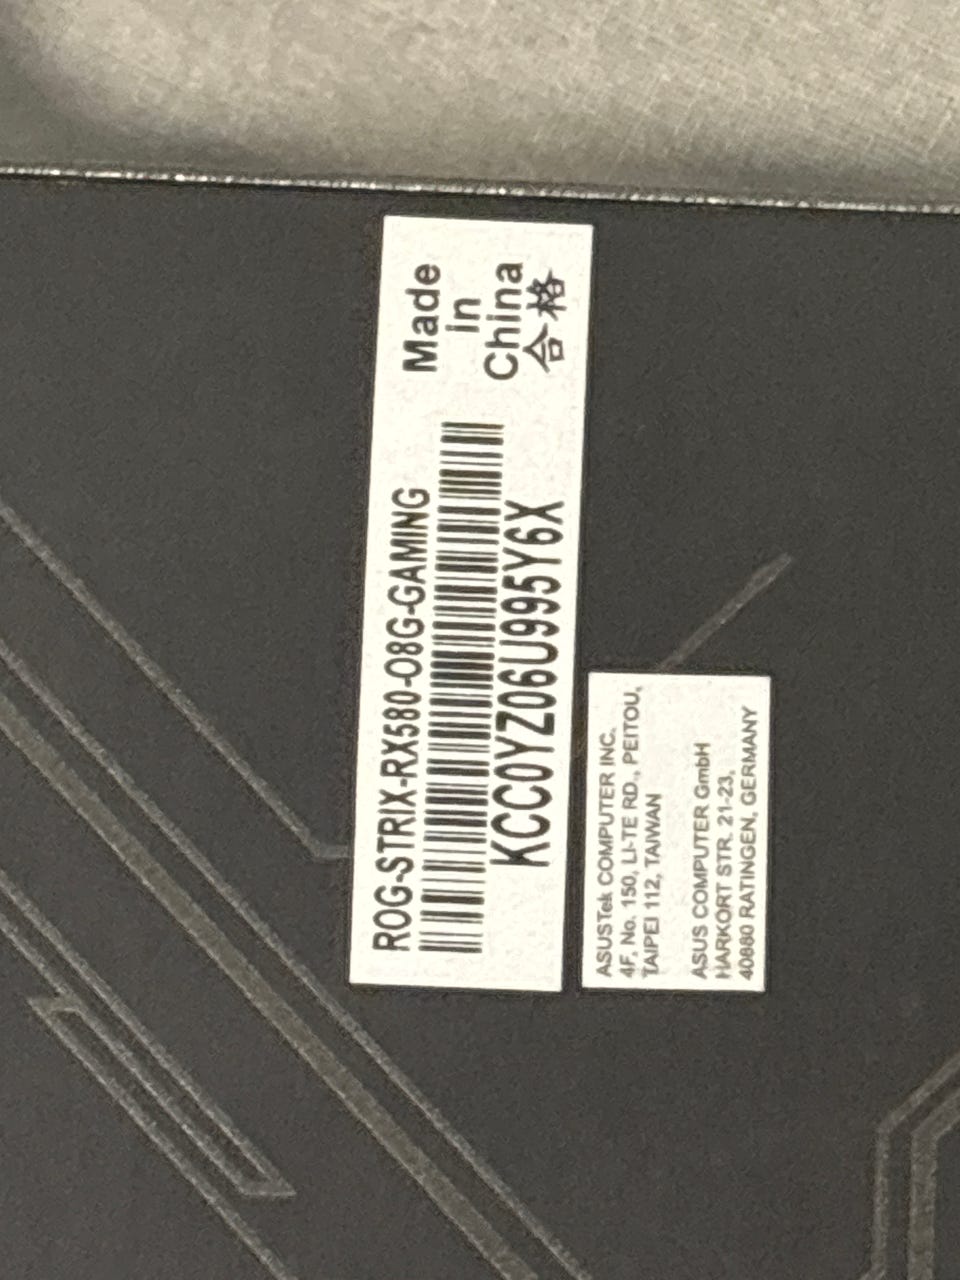 ROG-STRIX-RX580-O8G-GAMING
KCC0YZ06U995Y6X
Made
in
China
合格
ASUSTek COMPUTER INC.
4F, No. 150, LI-TE RD., PEITOU,
TAIPEI 112, TAIWAN
ASUS COMPUTER GmbH
HARKORT STR. 21-23,
40880 RATINGEN, GERMANY